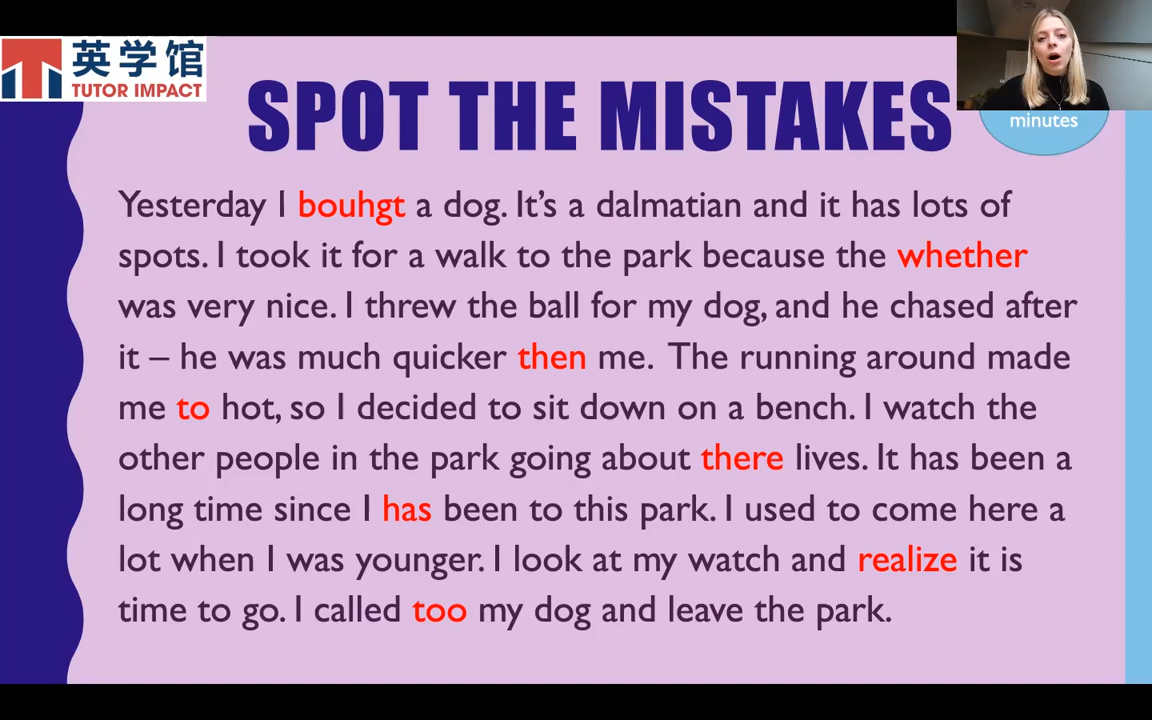 英学馆
TUTOR IMPACT
SPOT THE MISTAKES
minutes
Yesterday I bouhgt a dog. It’s a dalmatian and it has lots of
spots. I took it for a walk to the park because the whether
was very nice. I threw the ball for my dog, and he chased after
it – he was much quicker then me. The running around made
me to hot, so I decided to sit down on a bench. I watch the
other people in the park going about there lives. It has been a
long time since I has been to this park. I used to come here a
lot when I was younger. I look at my watch and realize it is
time to go. I called too my dog and leave the park.